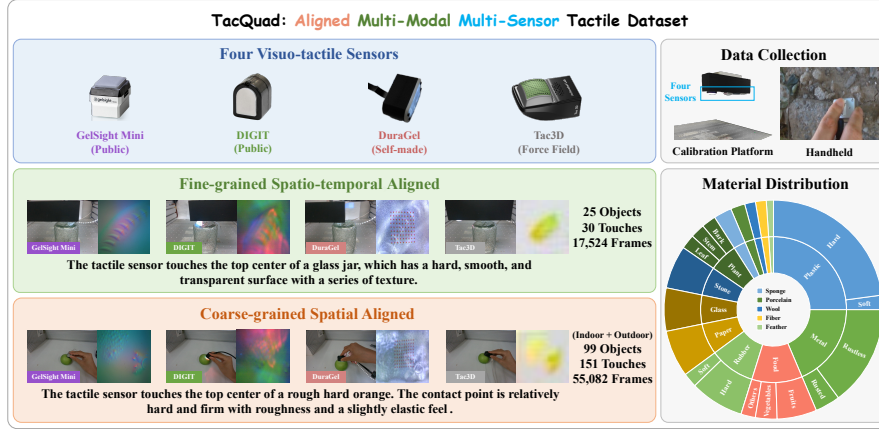 TacQuad: Aligned Multi-Modal Multi-Sensor Tactile Dataset
Four Visuo-tactile Sensors
GelSight Mini
(Public)
DIGIT
(Public)
DuraGel
(Self-made)
Tac3D
(Force Field)
Data Collection
Four
Sensors
Calibration Platform
Handheld
Fine-grained Spatio-temporal Aligned
GelSight Mini
DIGIT
DuraGel
Tac3D
25 Objects
30 Touches
17,524 Frames
The tactile sensor touches the top center of a glass jar, which has a hard, smooth, and
transparent surface with a series of texture.
Coarse-grained Spatial Aligned
GelSight Mini
DIGIT
DuraGel
Tac3D
(Indoor + Outdoor)
99 Objects
151 Touches
55,082 Frames
The tactile sensor touches the top center of a rough hard orange. The contact point is relatively
hard and firm with roughness and a slightly elastic feel .
Material Distribution
Hard
Plastic
Soft
Metal
Rustless
Rusted
Food
Fruits
Vegetables
Others
Rubber
Hard
Soft
Paper
Glass
Stone
Plant
Leaf
Stem
Bark
Sponge
Porcelain
Wool
Fiber
Feather